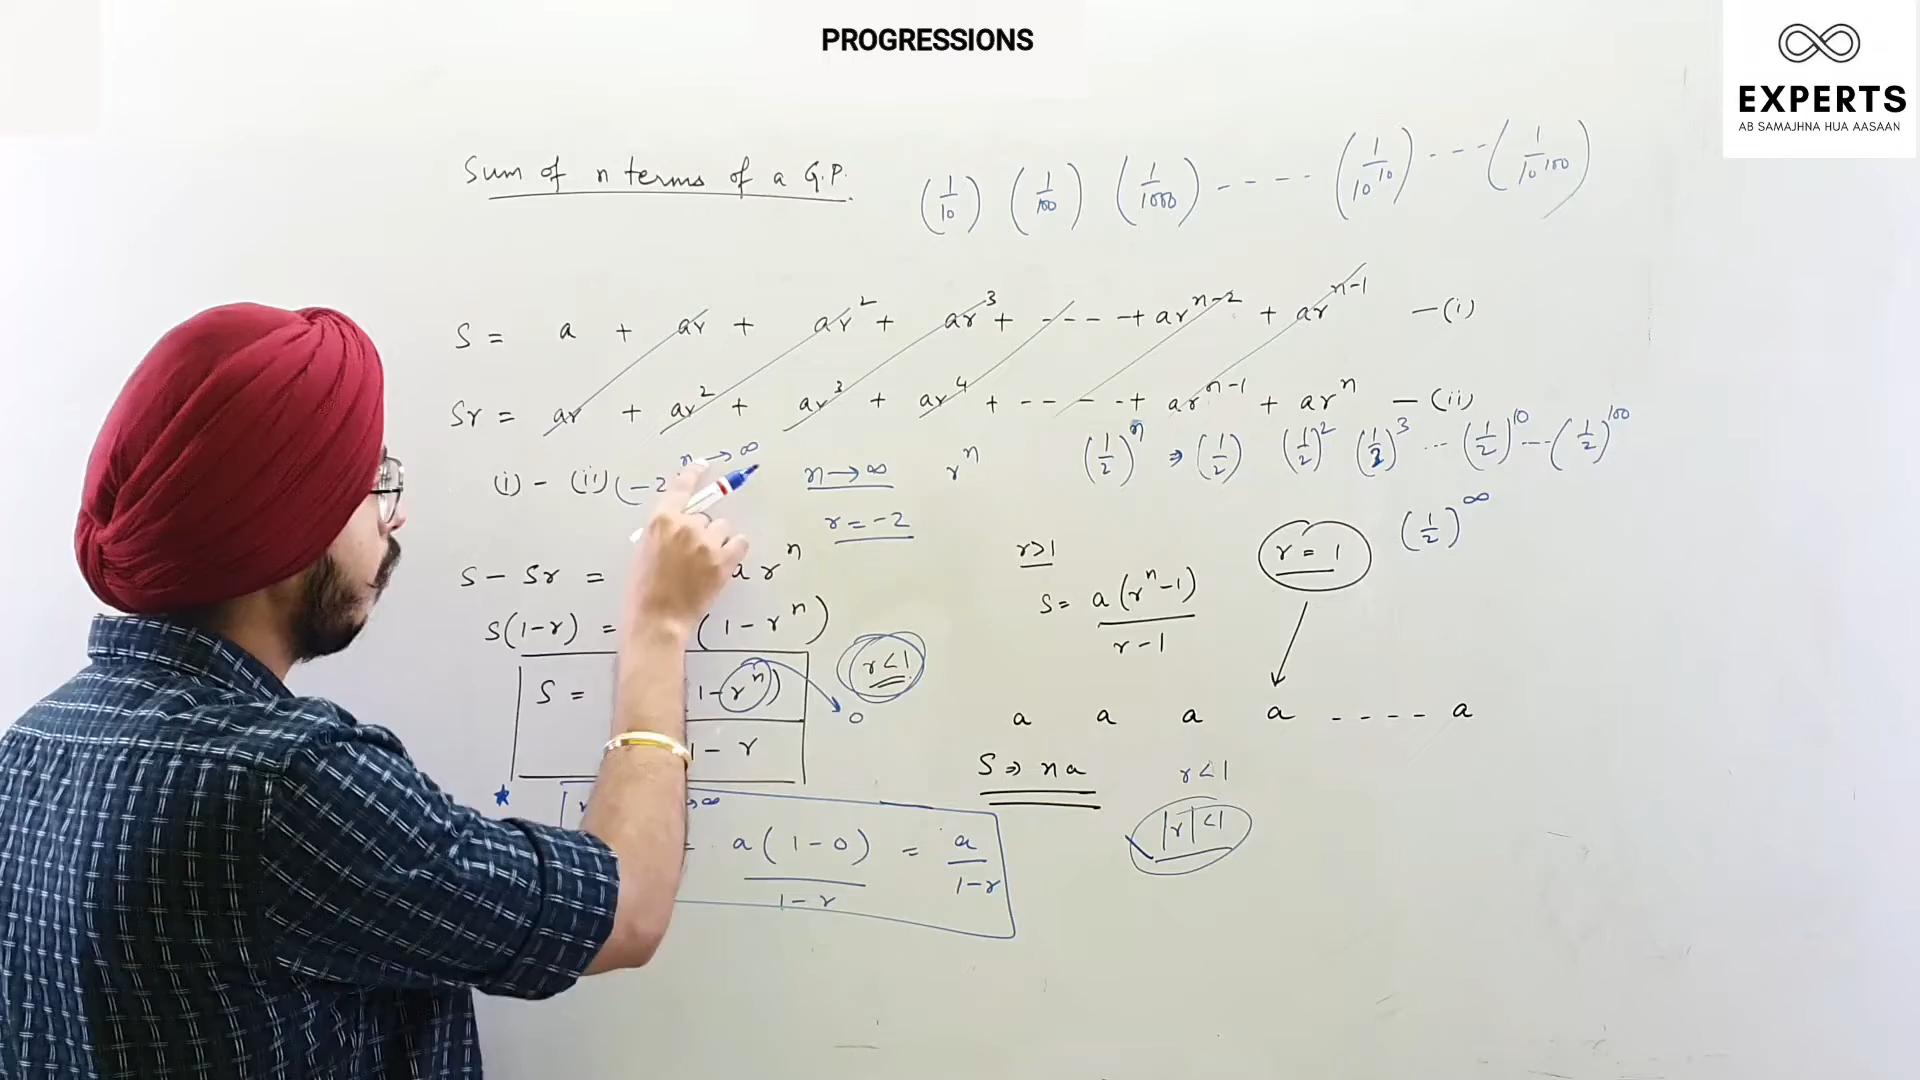 PROGRESSIONS
EXPERTS
AB SAMAJHNA HUA AASAAN
Sum of n terms of a G.P.
(1/10) (1/100) (1/1000) ----- (1/10^10) --- (1/10^100)
S = a + ar + ar^2 + ar^3 + ---- + ar^(n-2) + ar^(n-1) —(i)
Sr = ar + ar^2 + ar^3 + ar^4 + ---- + ar^(n-1) + ar^n —(ii)
(1/2)^n ⇒ (1/2) (1/2)^2 (1/2)^3 ... (1/2)^10 --- (1/2)^100
(i) - (ii) (-2 n→∞ n→∞ r^n
r = -2
(1/2)^∞
S - Sr = ar^n
r>1
r = 1
S(1-r) = (1-r^n)
S = a(r^n-1)/r-1
r<1
S = 1-r^n)
1-r
0
a a a a ---- a
S ⇒ na
r<1
|r|<1
★ →∞
= a(1-0)/1-r = a/1-r